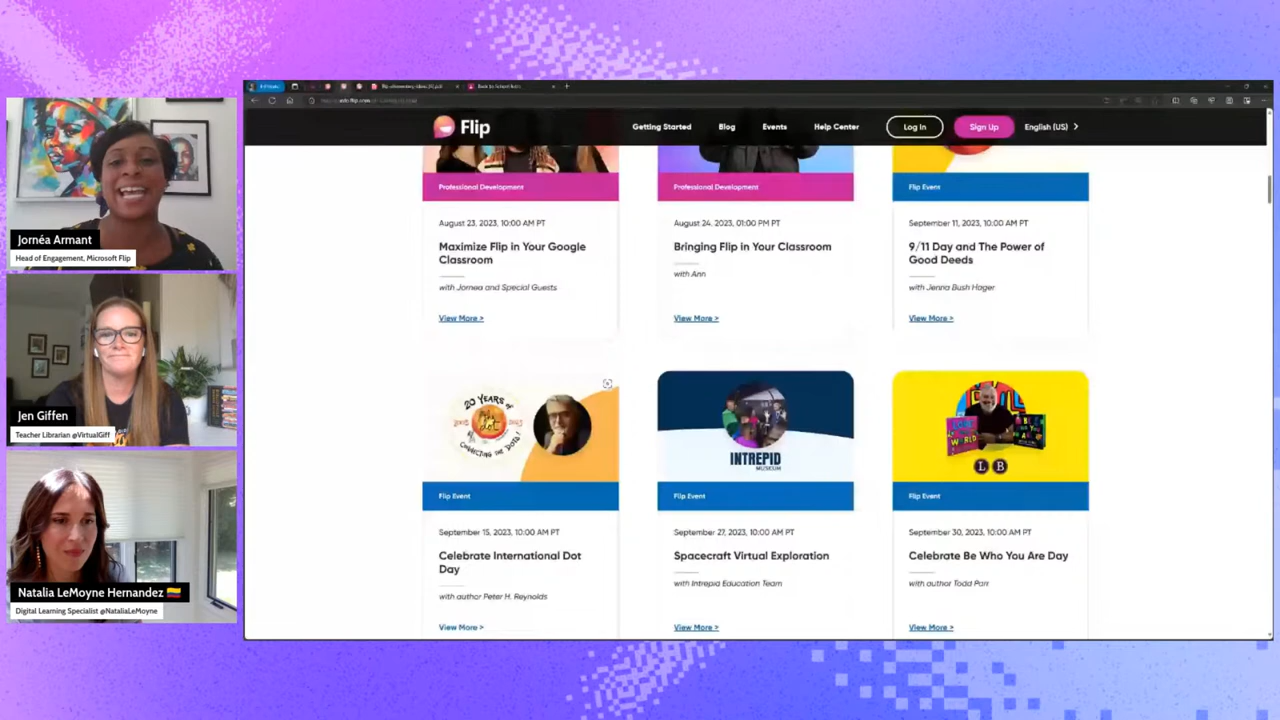 Flip
Getting Started
Blog
Events
Help Center
Log In
Sign Up
English (US)
Professional Development
Professional Development
Flip Event
August 23, 2023, 10:00 AM PT
August 24, 2023, 01:00 PM PT
September 11, 2023, 10:00 AM PT
Maximize Flip in Your Google
Classroom
Bringing Flip in Your Classroom
9/11 Day and The Power of
Good Deeds
with Jornea and Special Guests
with Ann
with Jenna Bush Hager
View More >
View More >
View More >
20 YEARS of
dot
CONNECTING the DOTS!
INTREPID
MUSEUM
L B
Flip Event
Flip Event
Flip Event
September 15, 2023, 10:00 AM PT
September 27, 2023, 10:00 AM PT
September 30, 2023, 10:00 AM PT
Celebrate International Dot
Day
Spacecraft Virtual Exploration
Celebrate Be Who You Are Day
with author Peter H. Reynolds
with Intrepid Education Team
with author Todd Parr
View More >
View More >
View More >
Jornéa Armant
Head of Engagement, Microsoft Flip
Jen Giffen
Teacher Librarian @VirtualGiff
Natalia LeMoyne Hernandez 🇨🇴
Digital Learning Specialist @NataliaLeMoyne